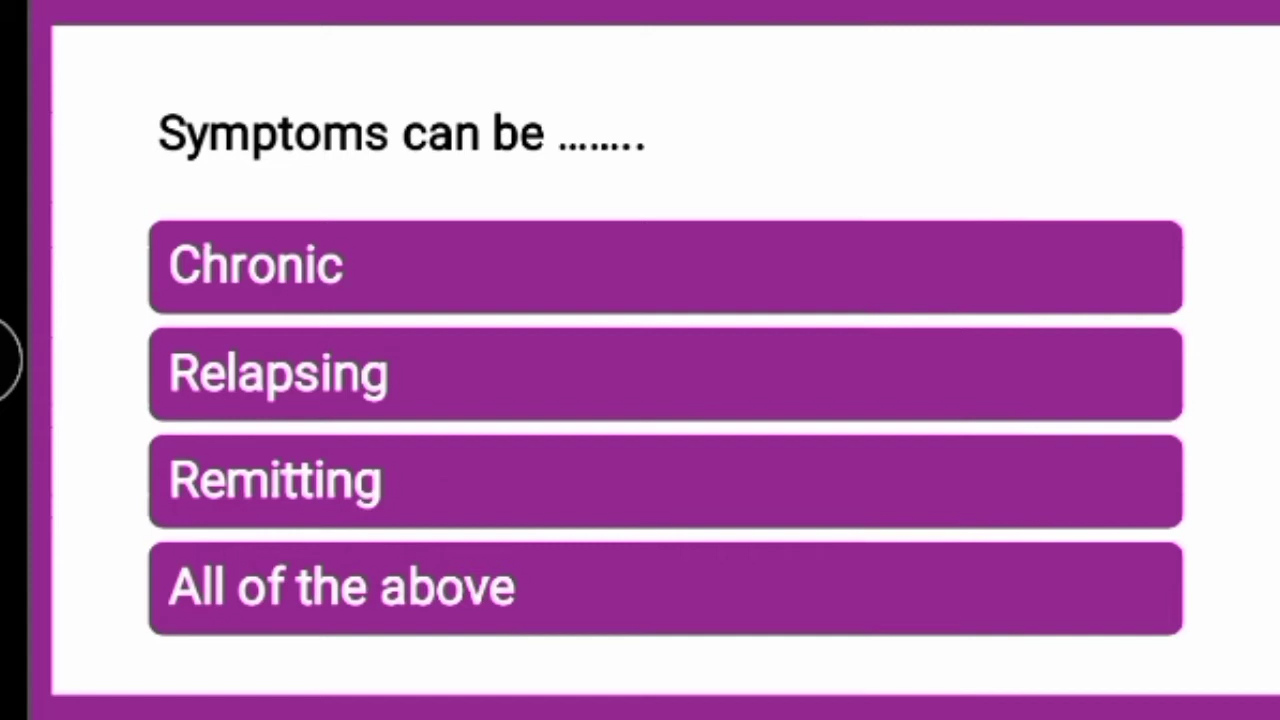 Symptoms can be ........
Chronic
Relapsing
Remitting
All of the above